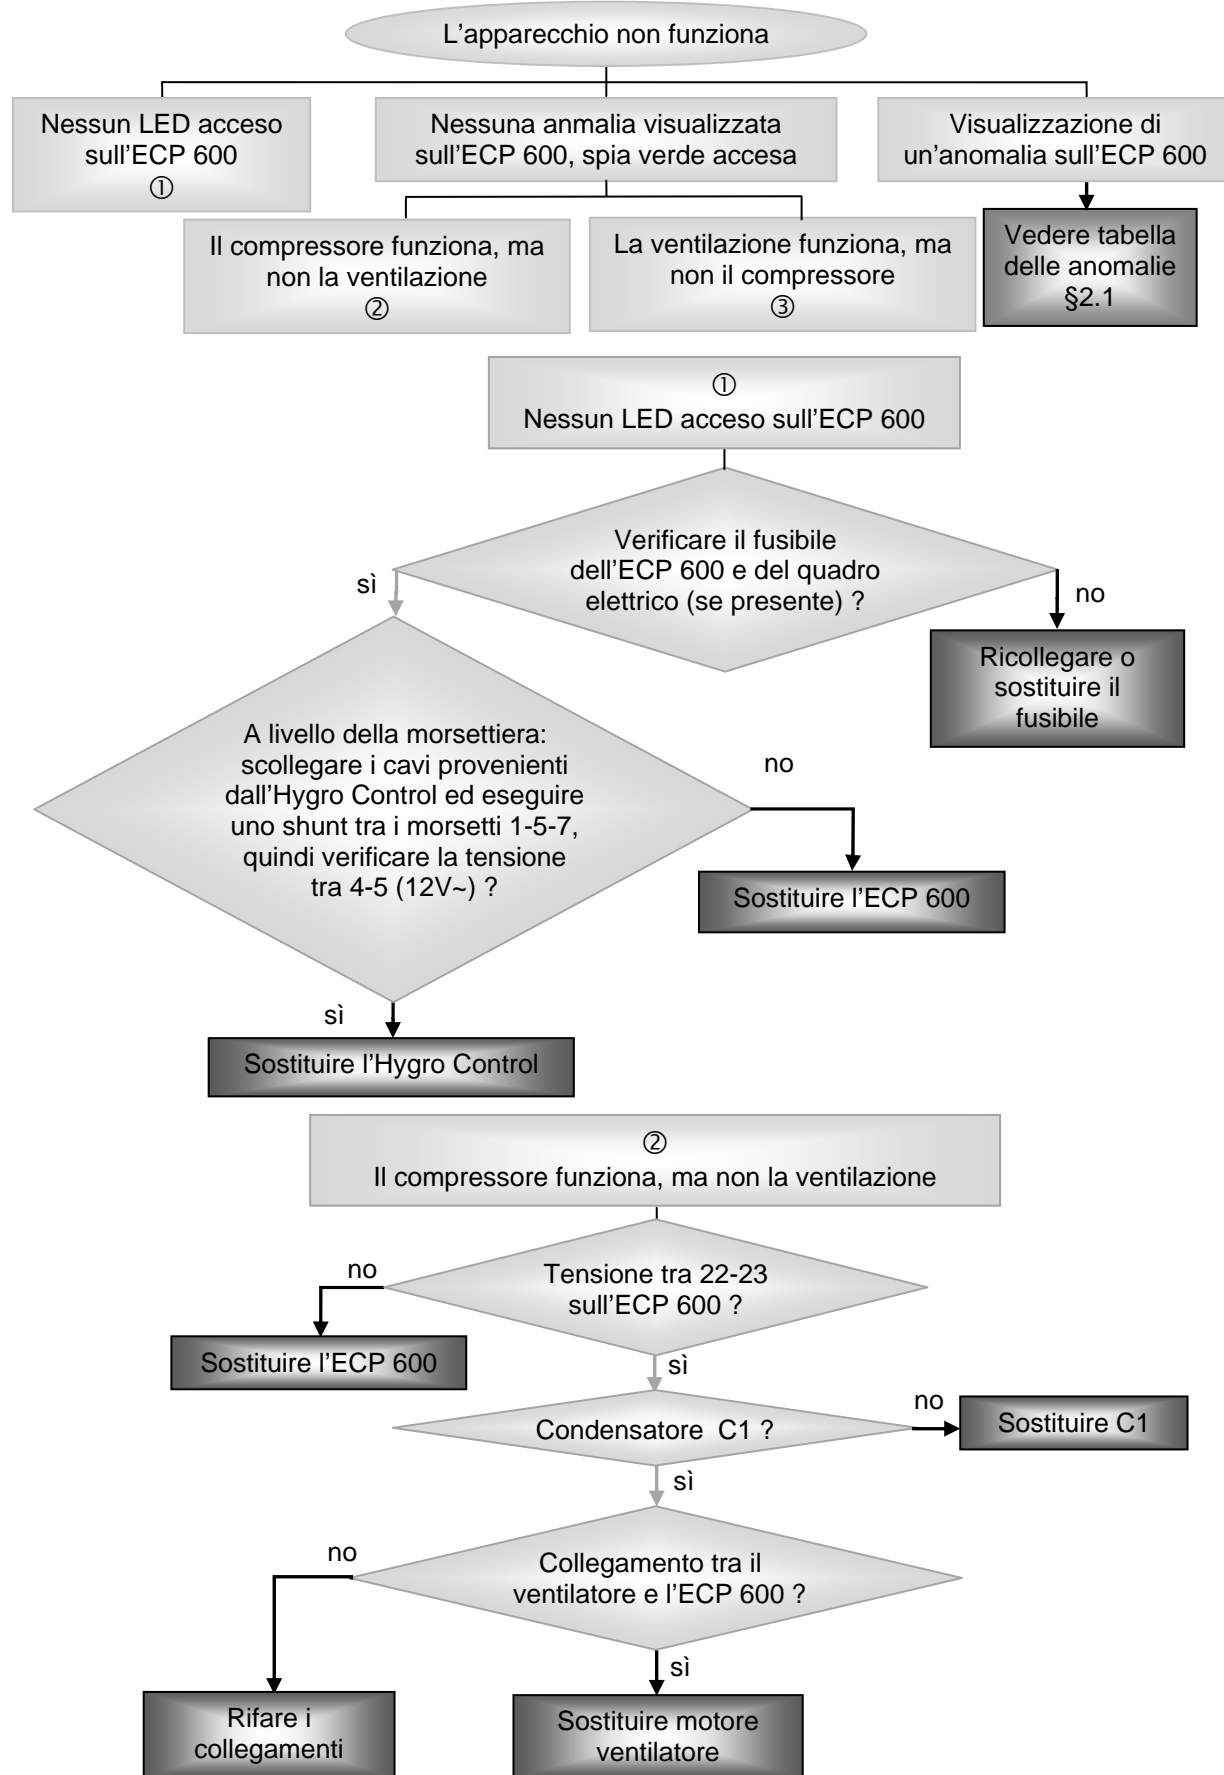 L'apparecchio non funziona
Nessun LED acceso
sull'ECP 600
①
Nessuna anmalia visualizzata
sull'ECP 600, spia verde accesa
Visualizzazione di
un'anomalia sull'ECP 600
Il compressore funziona, ma
non la ventilazione
②
La ventilazione funziona, ma
non il compressore
③
Vedere tabella
delle anomalie
§2.1
①
Nessun LED acceso sull'ECP 600
Verificare il fusibile
dell'ECP 600 e del quadro
elettrico (se presente) ?
sì
no
Ricollegare o
sostituire il
fusibile
A livello della morsettiera:
scollegare i cavi provenienti
dall'Hygro Control ed eseguire
uno shunt tra i morsetti 1-5-7,
quindi verificare la tensione
tra 4-5 (12V~) ?
no
Sostituire l'ECP 600
sì
Sostituire l'Hygro Control
②
Il compressore funziona, ma non la ventilazione
Tensione tra 22-23
sull'ECP 600 ?
no
Sostituire l'ECP 600
sì
Condensatore  C1 ?
no
Sostituire C1
sì
Collegamento tra il
ventilatore e l'ECP 600 ?
no
sì
Rifare i
collegamenti
Sostituire motore
ventilatore